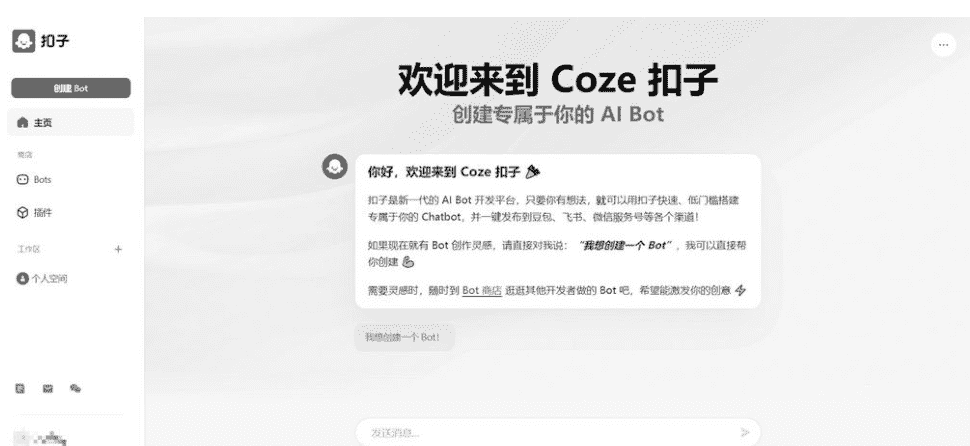 扣子
创建 Bot
主页
商店
Bots
插件
工作区
个人空间
欢迎来到 Coze 扣子
创建专属于你的 AI Bot
你好，欢迎来到 Coze 扣子
扣子是新一代的 AI Bot 开发平台，只要你有想法，就可以用扣子快速、低门槛搭建
专属于你的 Chatbot，并一键发布到豆包、飞书、微信服务号等各个渠道！
如果现在就有 Bot 创作灵感，请直接对我说：“我想创建一个 Bot”，我可以直接帮
你创建
需要灵感时，随时到 Bot 商店 逛逛其他开发者做的 Bot 吧，希望能激发你的创意
我想创建一个 Bot！
发送消息...